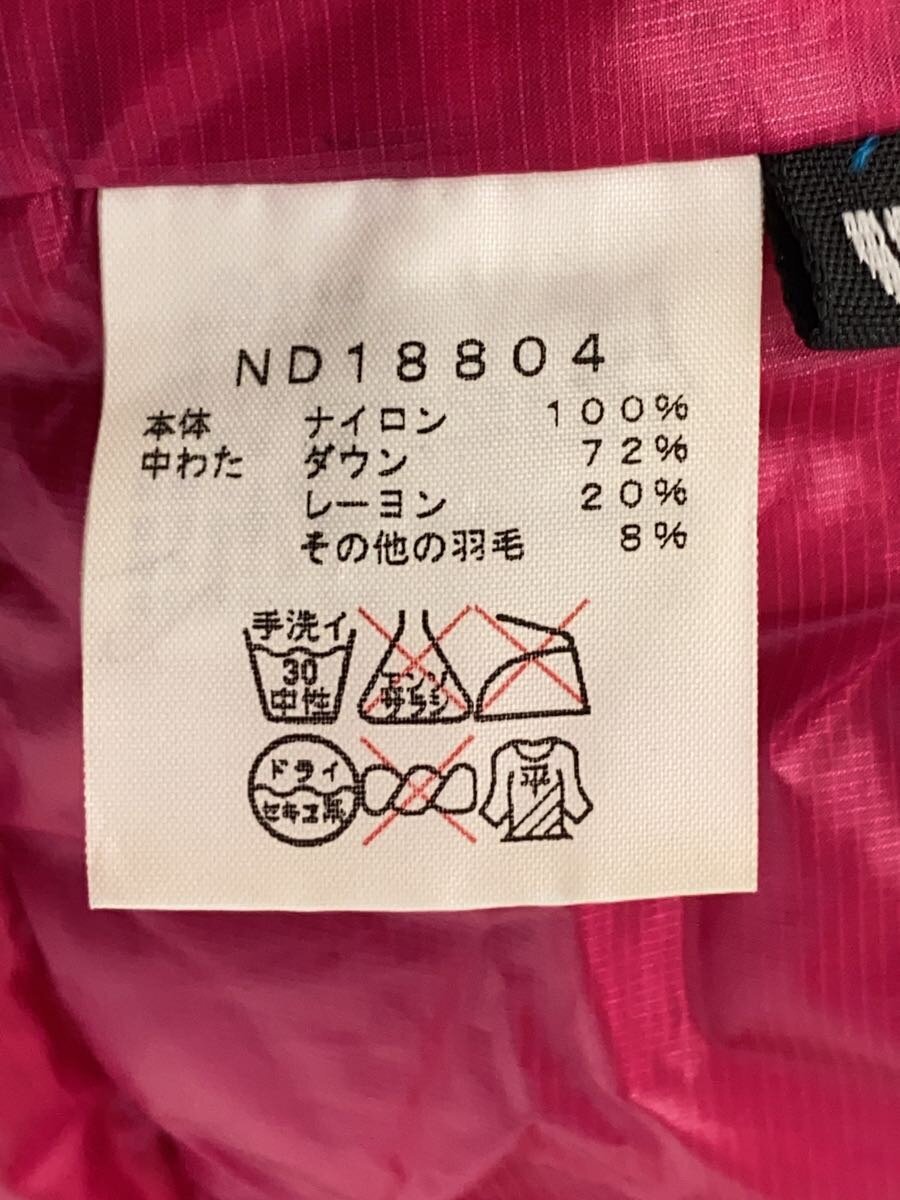 ND18804
本体 ナイロン 100%
中わた ダウン 72%
レーヨン 20%
その他の羽毛 8%
手洗イ
30
中性
エンソ
サラシ
ドライ
セキユ系
平